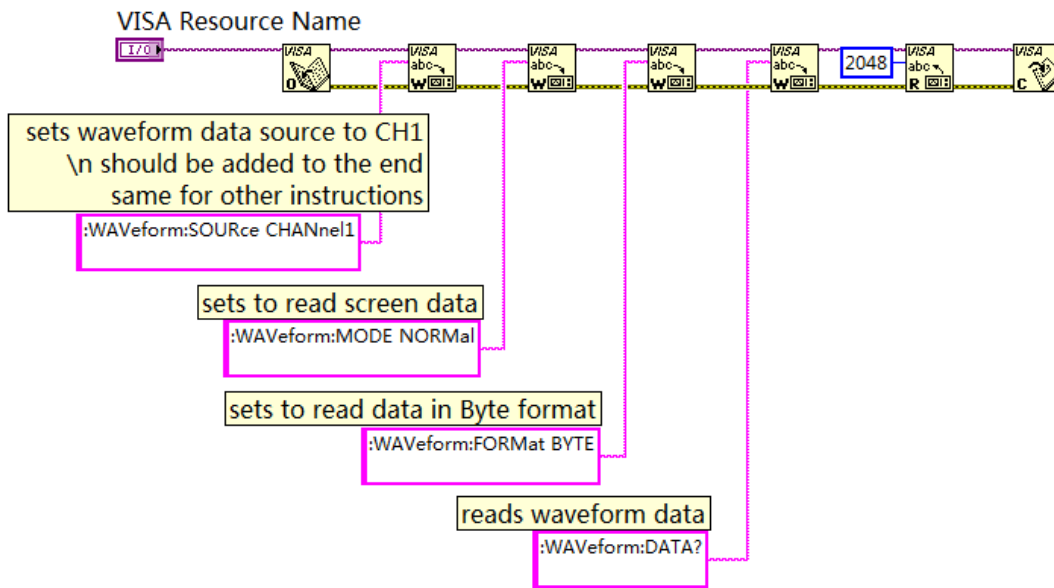 VISA Resource Name
I/O
VISA
O
VISA
abc
W
VISA
abc
W
VISA
abc
W
VISA
abc
W
2048
VISA
abc
R
VISA
C
sets waveform data source to CH1
\n should be added to the end
same for other instructions
:WAVeform:SOURce CHANnel1
sets to read screen data
:WAVeform:MODE NORMal
sets to read data in Byte format
:WAVeform:FORMat BYTE
reads waveform data
:WAVeform:DATA?